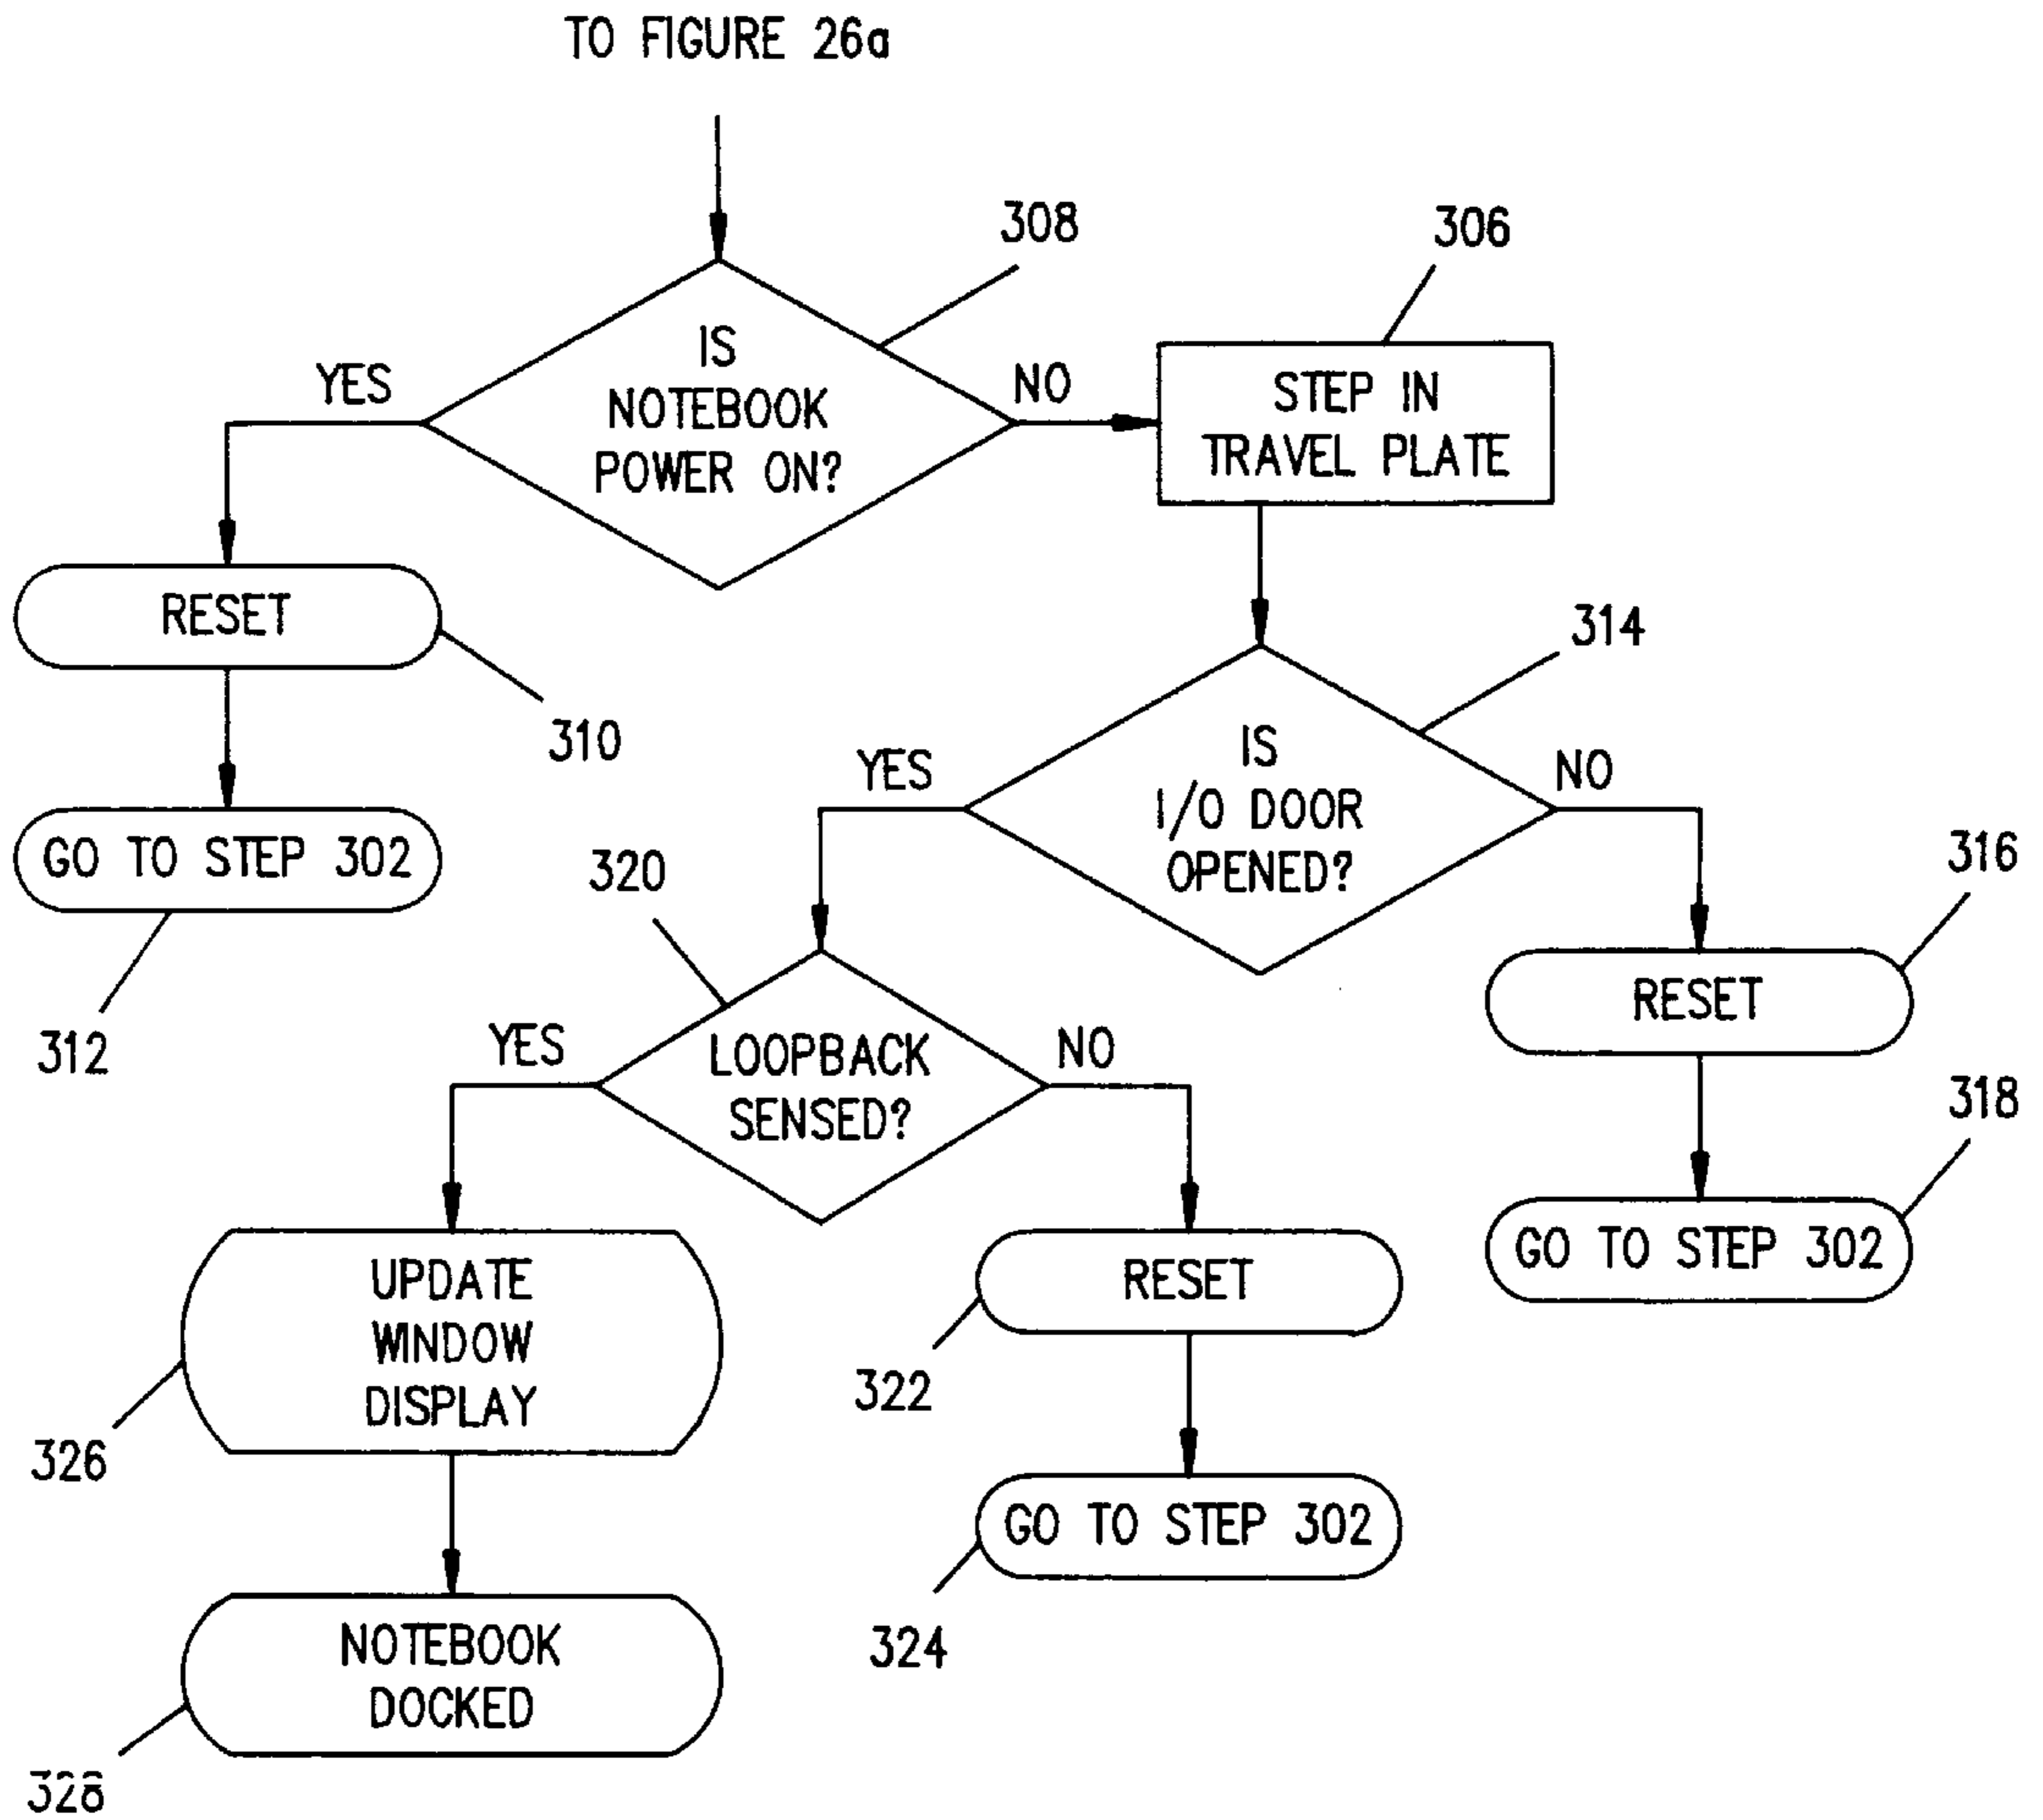 TO FIGURE 26a
308
306
IS
NOTEBOOK
POWER ON?
YES
NO
STEP IN
TRAVEL PLATE
RESET
310
314
GO TO STEP 302
312
IS
I/O DOOR
OPENED?
YES
NO
320
316
LOOPBACK
SENSED?
YES
NO
RESET
318
GO TO STEP 302
UPDATE
WINDOW
DISPLAY
326
RESET
322
GO TO STEP 302
324
NOTEBOOK
DOCKED
328